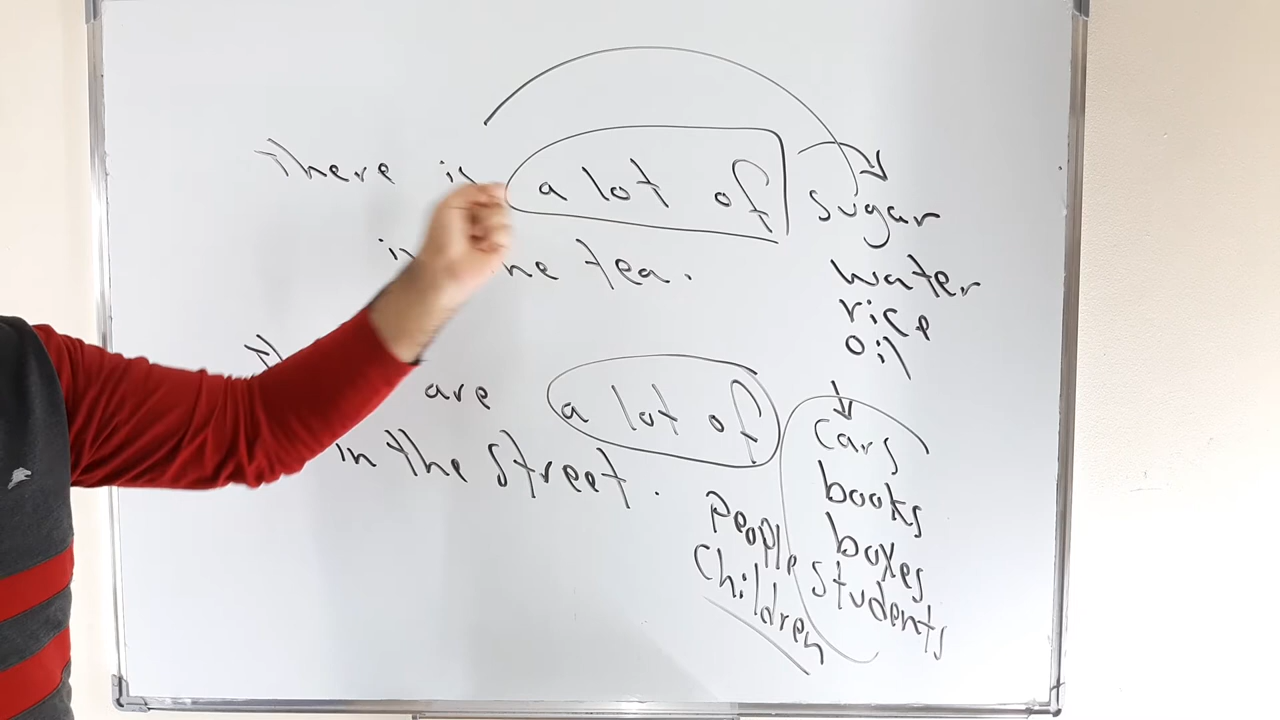 There is a lot of sugar
in tea.
water
rice
oil
are a lot of cars
in the street.
books
boxes
students
People
Children